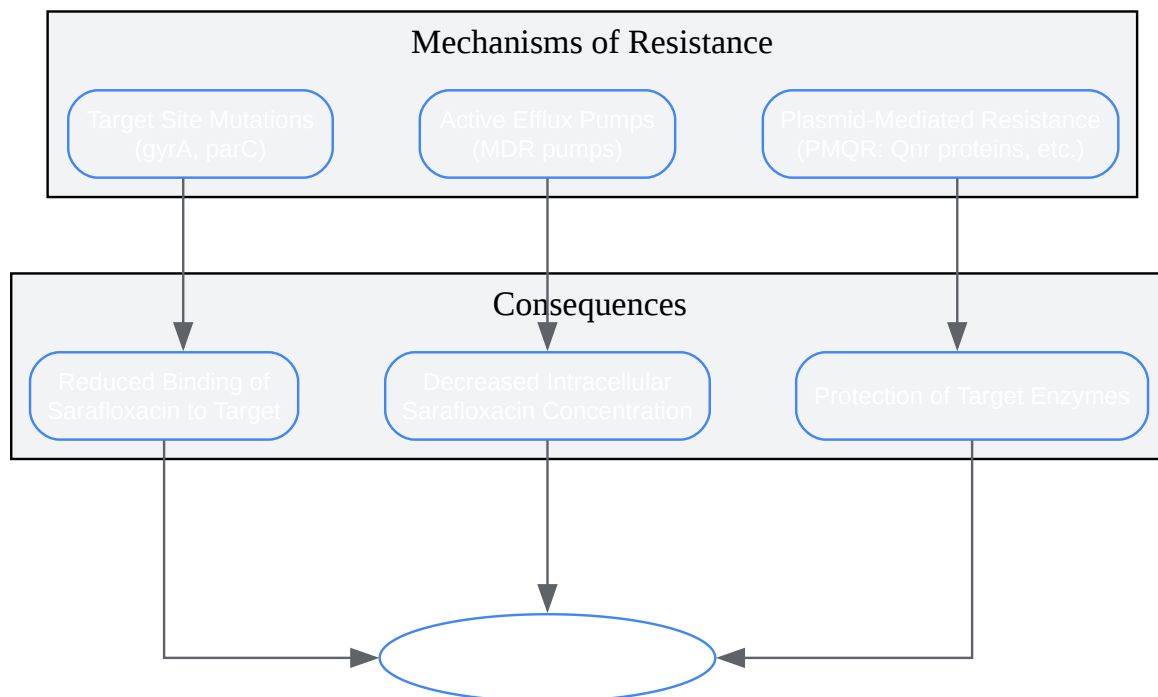 Mechanisms of Resistance
Target Site Mutations
(gyrA, parC)
Active Efflux Pumps
(MDR pumps)
Plasmid-Mediated Resistance
(PMQR: Qnr proteins, etc.)
Consequences
Reduced Binding of
Sarafloxacin to Target
Decreased Intracellular
Sarafloxacin Concentration
Protection of Target Enzymes